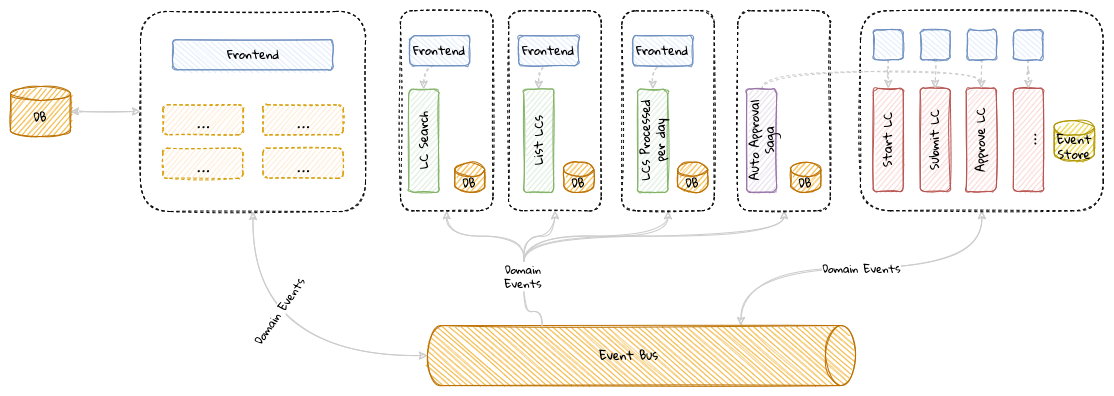 Frontend
DB
...
...
...
...
Frontend
LC Search
DB
Frontend
List LCs
DB
Frontend
LCs Processed
per day
DB
Auto Approval
Saga
DB
Start LC
Submit LC
Approve LC
...
Event
Store
Domain Events
Domain
Events
Domain Events
Event Bus